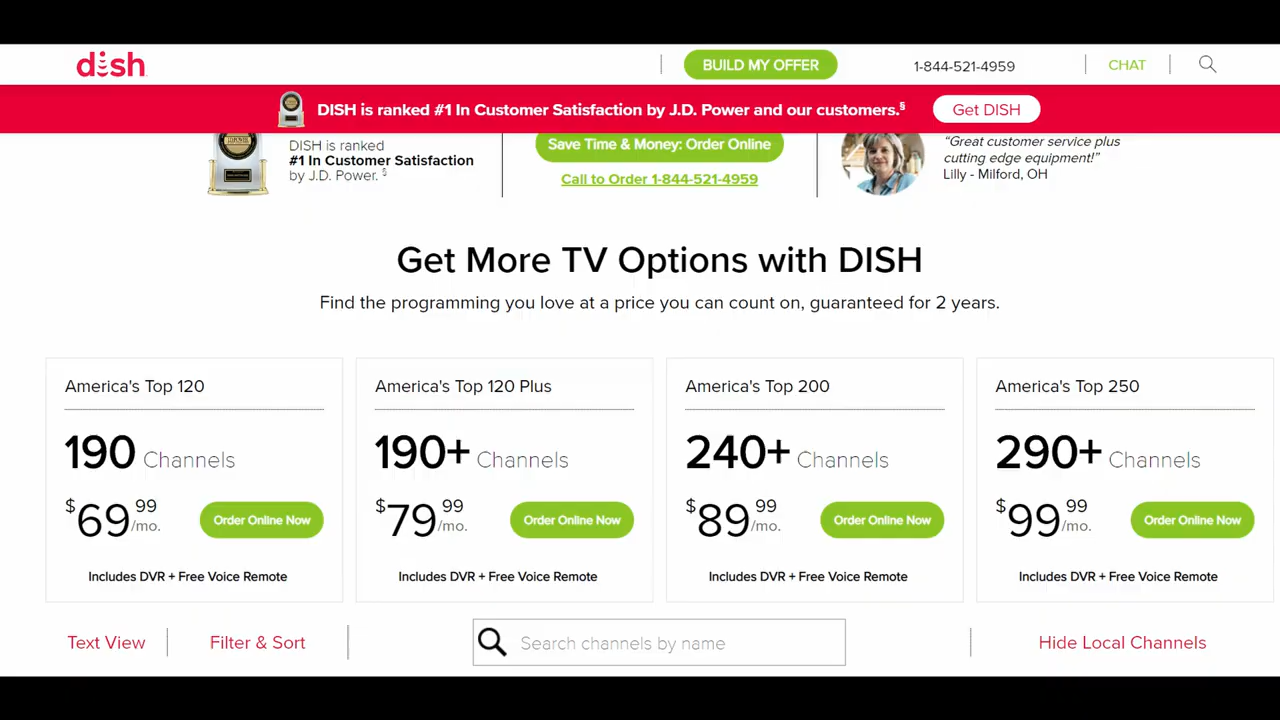 dish
BUILD MY OFFER
1-844-521-4959
CHAT
DISH is ranked #1 In Customer Satisfaction by J.D. Power and our customers.§
Get DISH
DISH is ranked
#1 In Customer Satisfaction
by J.D. Power. §
Save Time & Money: Order Online
Call to Order 1-844-521-4959
“Great customer service plus
cutting edge equipment!”
Lilly - Milford, OH
Get More TV Options with DISH
Find the programming you love at a price you can count on, guaranteed for 2 years.
America's Top 120
190 Channels
$69.99/mo.
Order Online Now
Includes DVR + Free Voice Remote
America's Top 120 Plus
190+ Channels
$79.99/mo.
Order Online Now
Includes DVR + Free Voice Remote
America's Top 200
240+ Channels
$89.99/mo.
Order Online Now
Includes DVR + Free Voice Remote
America's Top 250
290+ Channels
$99.99/mo.
Order Online Now
Includes DVR + Free Voice Remote
Text View
Filter & Sort
Search channels by name
Hide Local Channels